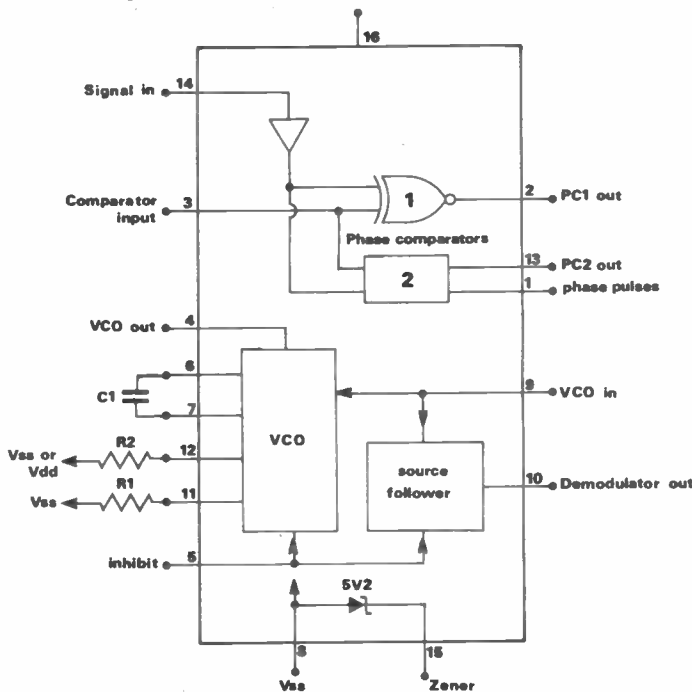 16
14
Signal in
Comparator
input
3
1
2
PC1 out
Phase comparators
13
PC2 out
2
1
phase pulses
4
VCO out
6
C1
7
VCO
9
VCO in
R2
12
Vss or
Vdd
source
follower
R1
11
Vss
10
Demodulator out
5
inhibit
5V2
8
15
Vss
Zener